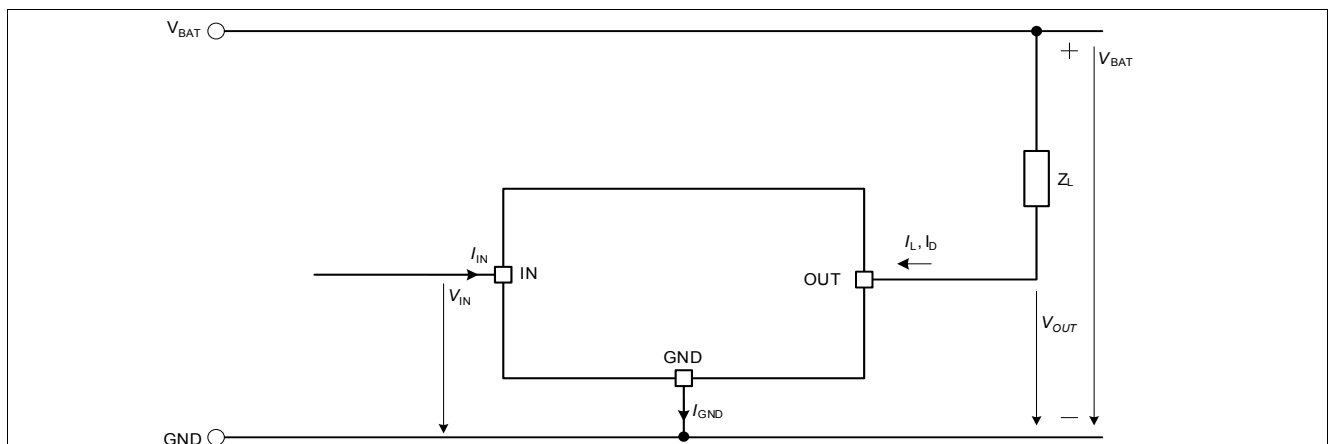 VBAT
+
VBAT
ZL
IL, ID
IIN
IN
OUT
VIN
VOUT
GND
IGND
−
GND